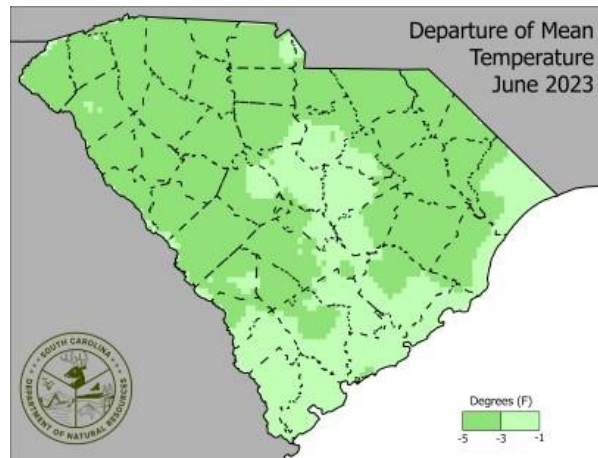 Departure of Mean
Temperature
June 2023
SOUTH CAROLINA
DEPARTMENT OF NATURAL RESOURCES
Degrees (F)
-5 -3 -1